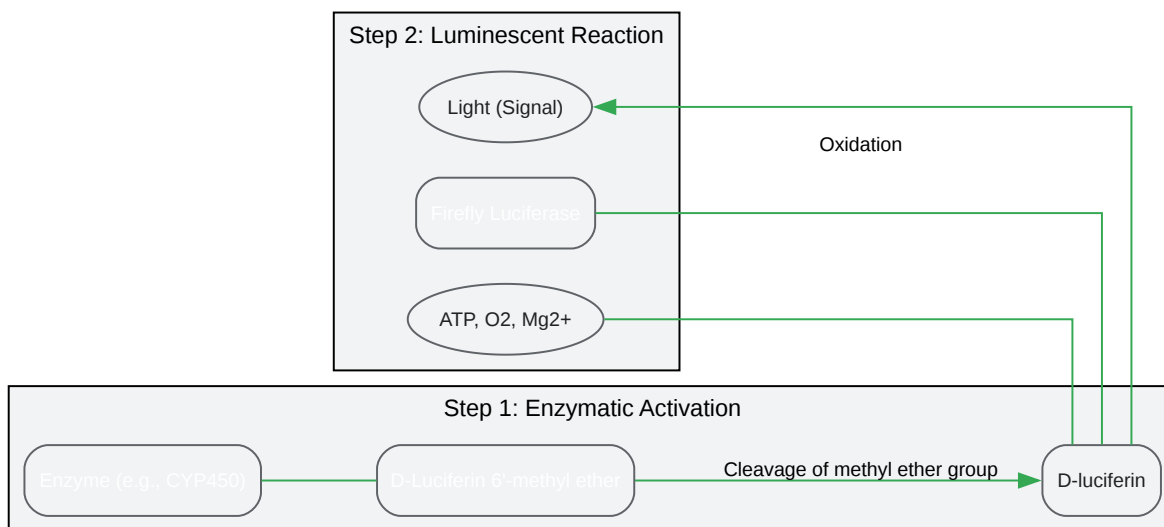 Step 2: Luminescent Reaction
Light (Signal)
Oxidation
Firefly Luciferase
ATP, O2, Mg2+
Step 1: Enzymatic Activation
Enzyme (e.g., CYP450)
D-Luciferin 6'-methyl ether
Cleavage of methyl ether group
D-luciferin